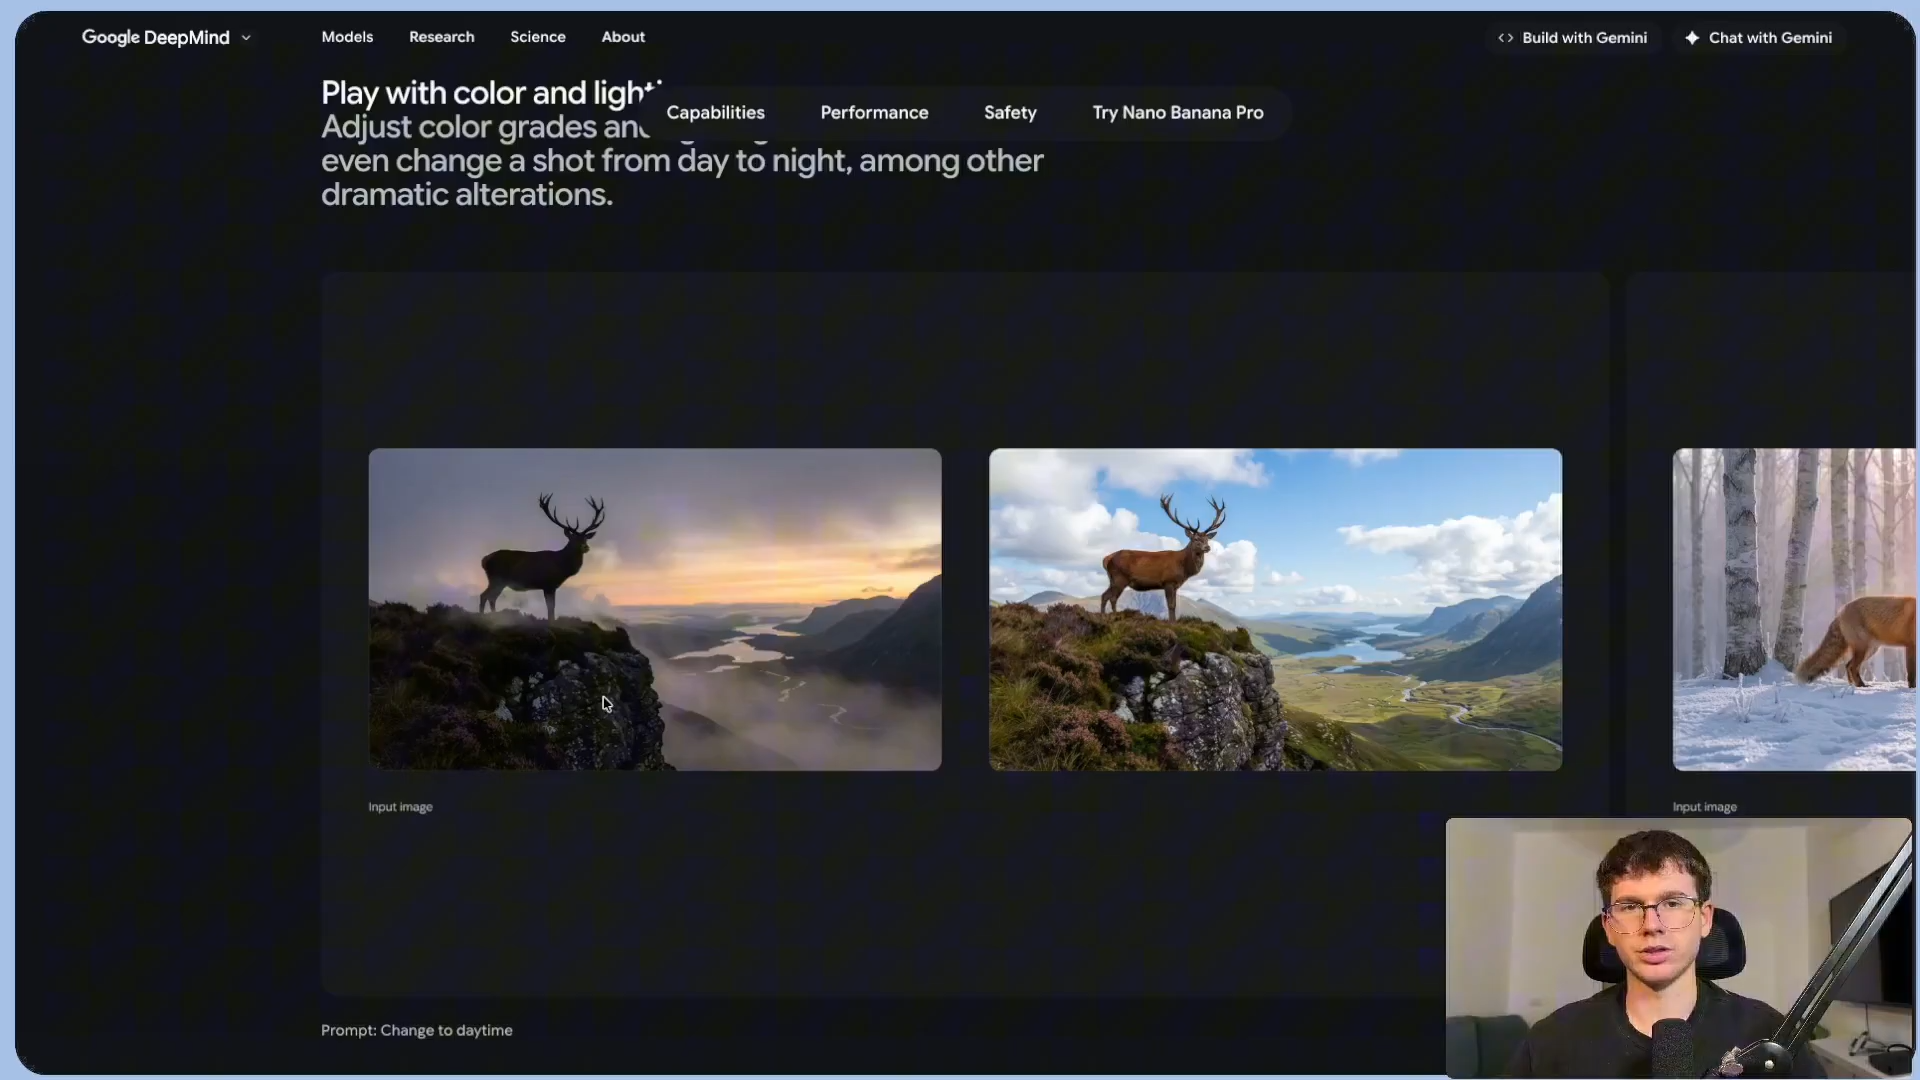 Google DeepMind
Models
Research
Science
About
Build with Gemini
Chat with Gemini
Capabilities
Performance
Safety
Try Nano Banana Pro
Play with color and
Adjust color grades
even change a shot from day to night, among other
dramatic alterations.
Input image
Input image
Prompt: Change to daytime